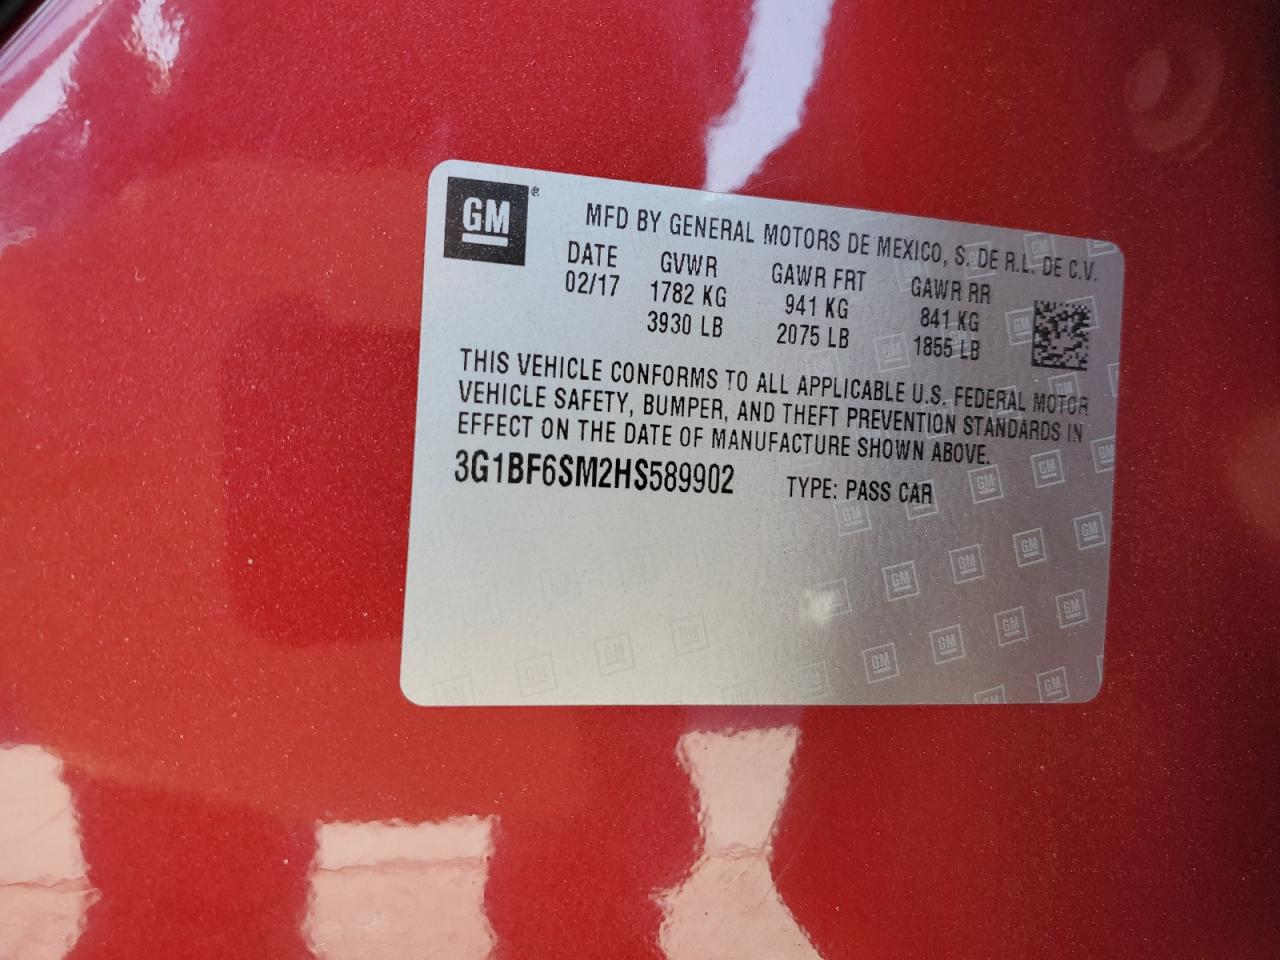 GM ®
MFD BY GENERAL MOTORS DE MEXICO, S. DE R.L. DE C.V.
DATE GVWR GAWR FRT GAWR RR
02/17 1782 KG 941 KG 841 KG
3930 LB 2075 LB 1855 LB
THIS VEHICLE CONFORMS TO ALL APPLICABLE U.S. FEDERAL MOTOR
VEHICLE SAFETY, BUMPER, AND THEFT PREVENTION STANDARDS IN
EFFECT ON THE DATE OF MANUFACTURE SHOWN ABOVE.
3G1BF6SM2HS589902 TYPE: PASS CAR